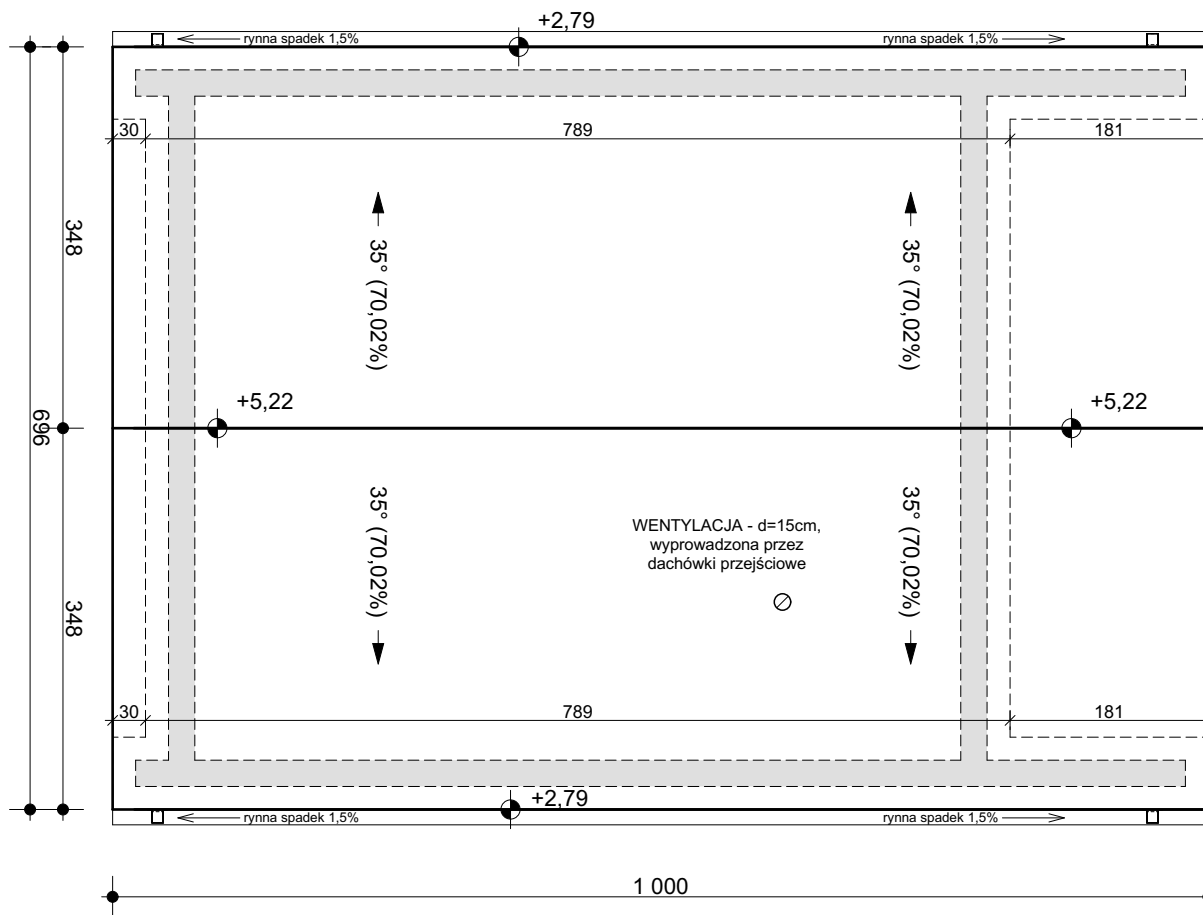 +2,79
rynna spadek 1,5%
rynna spadek 1,5%
30
789
181
348
35° (70,02%)
35° (70,02%)
+5,22
+5,22
696
35° (70,02%)
35° (70,02%)
WENTYLACJA - d=15cm,
wyprowadzona przez
dachówki przejściowe
348
30
789
181
+2,79
rynna spadek 1,5%
rynna spadek 1,5%
1 000